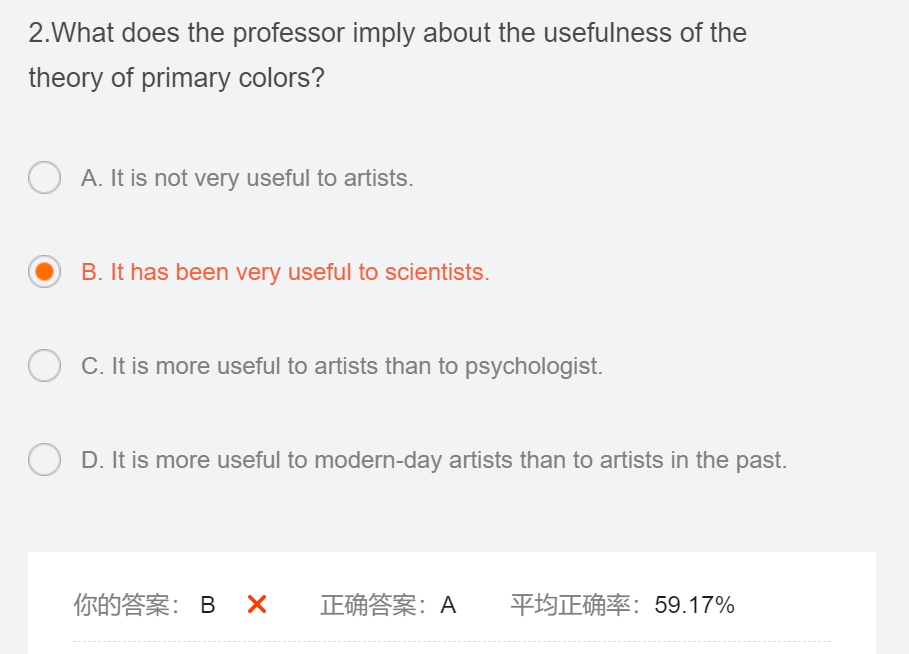 2.What does the professor imply about the usefulness of the
theory of primary colors?
A. It is not very useful to artists.
B. It has been very useful to scientists.
C. It is more useful to artists than to psychologist.
D. It is more useful to modern-day artists than to artists in the past.
你的答案： B 正确答案： A 平均正确率： 59.17%